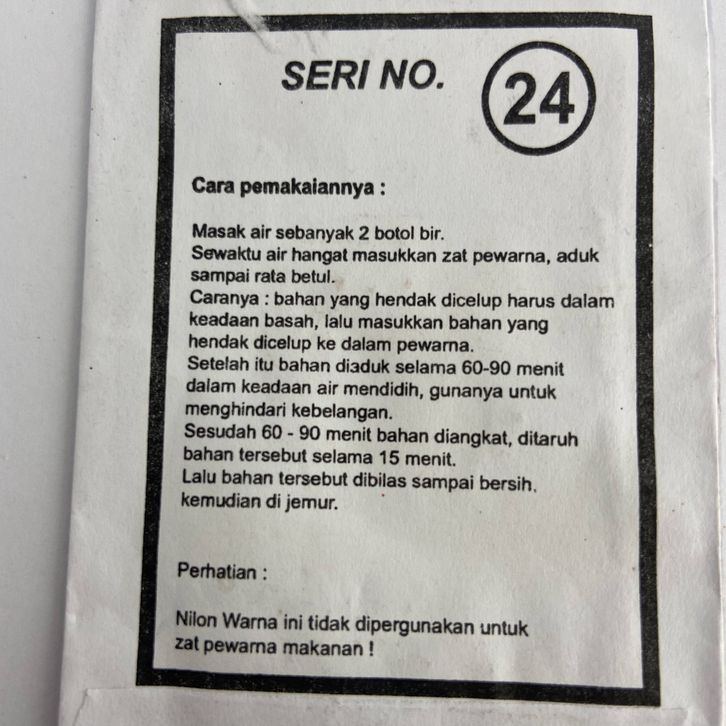 SERI NO. 24
Cara pemakaiannya :
Masak air sebanyak 2 botol bir.
Sewaktu air hangat masukkan zat pewarna, aduk
sampai rata betul.
Caranya : bahan yang hendak dicelup harus dalam
keadaan basah, lalu masukkan bahan yang
hendak dicelup ke dalam pewarna.
Setelah itu bahan diaduk selama 60-90 menit
dalam keadaan air mendidih, gunanya untuk
menghindari kebelangan.
Sesudah 60 - 90 menit bahan diangkat, ditaruh
bahan tersebut selama 15 menit.
Lalu bahan tersebut dibilas sampai bersih,
kemudian di jemur.
Perhatian :
Nilon Warna ini tidak dipergunakan untuk
zat pewarna makanan !